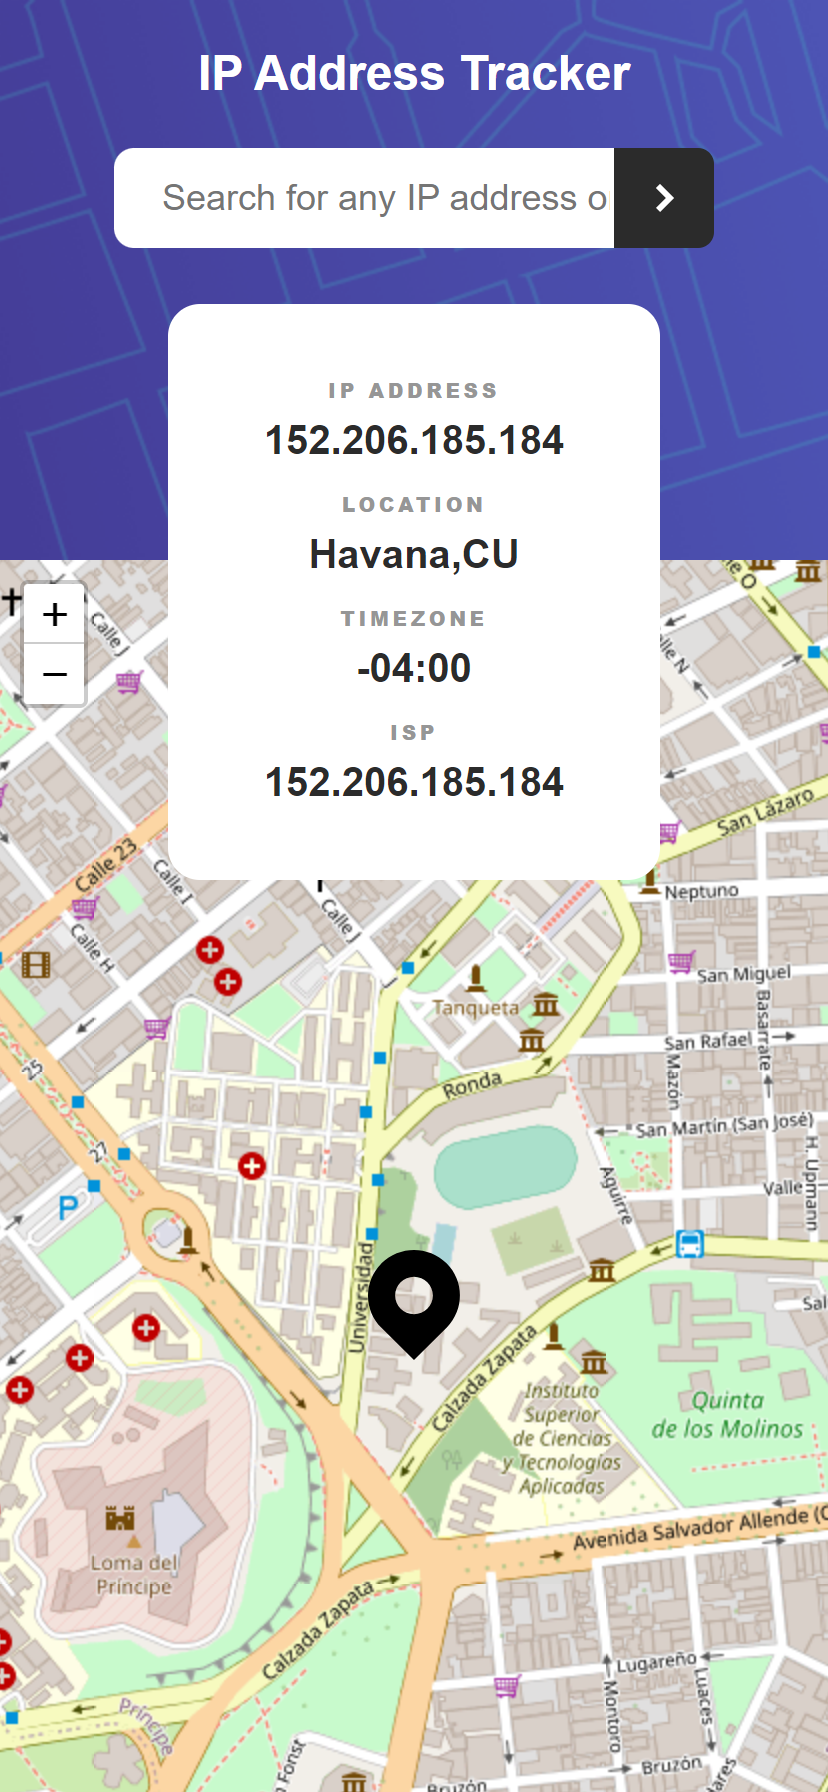 IP Address Tracker
Search for any IP address o
IP ADDRESS
152.206.185.184
LOCATION
Havana,CU
TIMEZONE
-04:00
ISP
152.206.185.184
+
−
Calle J
Calle 23
Calle I
Calle H
Calle J
San Lázaro
Neptuno
San Miguel
Basarrate
San Rafael
Mazón
Tanqueta
Ronda
25
27
P
San Martín (San José)
Aguirre
H. Upmann
Valle
Universidad
Calzada Zapata
Sal
Instituto
Superior
de Ciencias
y Tecnologías
Aplicadas
Quinta
de los Molinos
Avenida Salvador Allende (C
Loma del
Príncipe
Calzada Zapata
Príncipe
Lugareño
Montoro
Luaces
Bruzón
Bruzón
Fonst